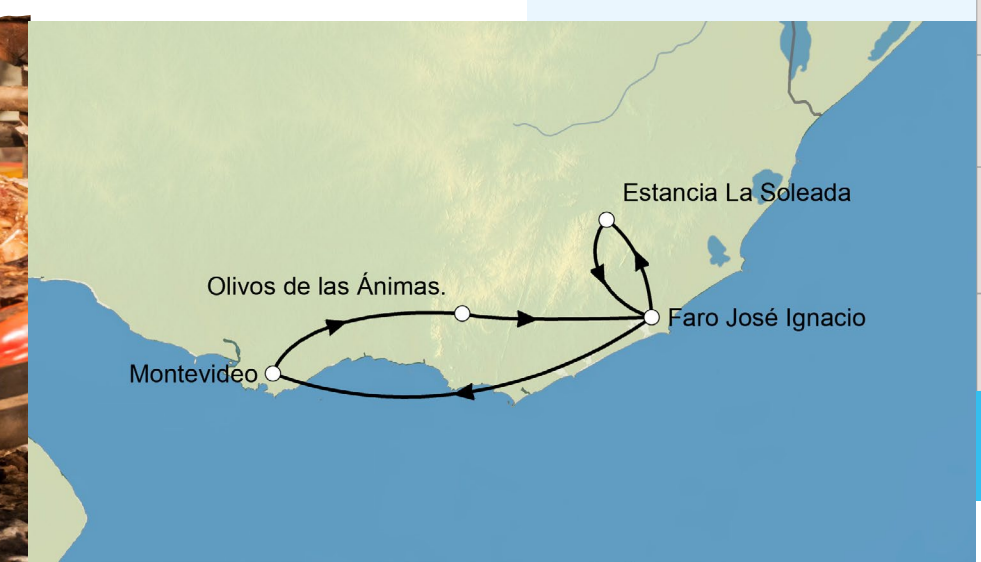 Estancia La Soleada
Olivos de las Ánimas.
Faro José Ignacio
Montevideo